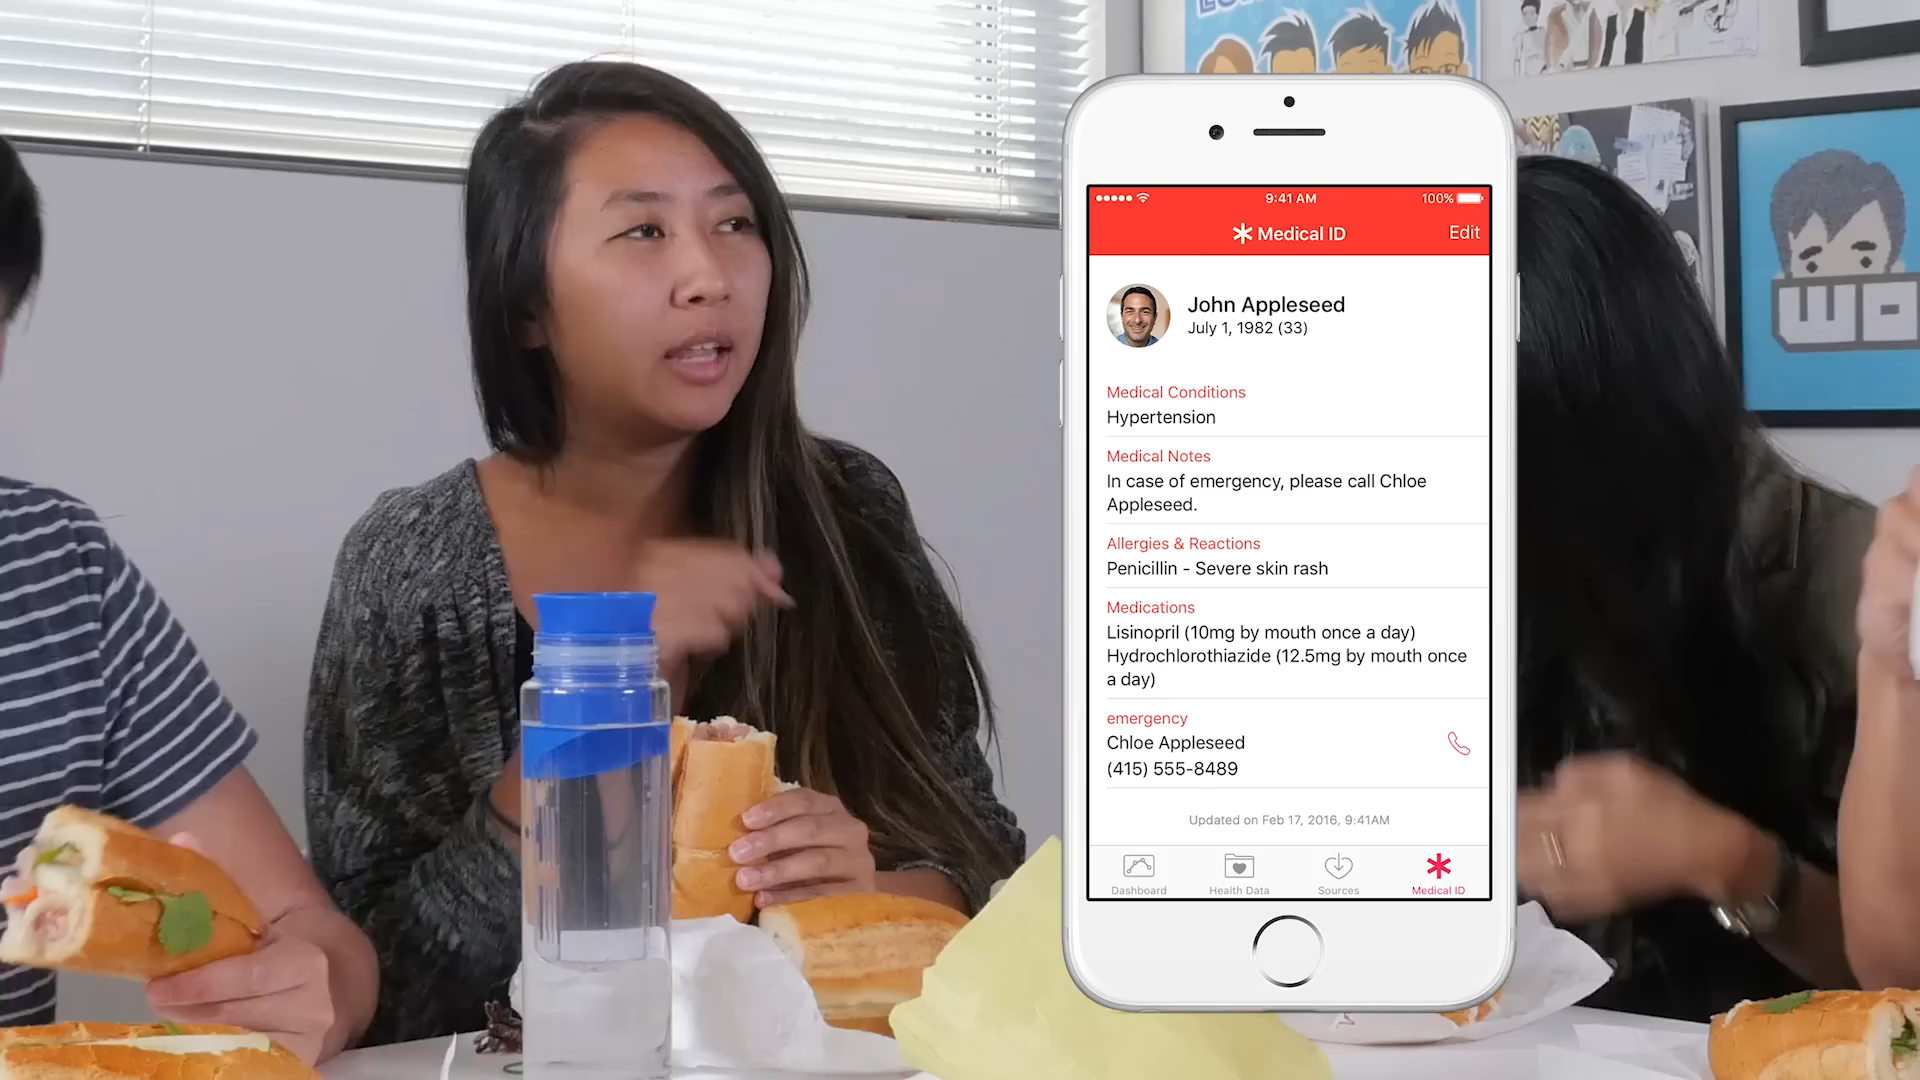 9:41 AM
100%
Medical ID
Edit
John Appleseed
July 1, 1982 (33)
Medical Conditions
Hypertension
Medical Notes
In case of emergency, please call Chloe
Appleseed.
Allergies & Reactions
Penicillin - Severe skin rash
Medications
Lisinopril (10mg by mouth once a day)
Hydrochlorothiazide (12.5mg by mouth once
a day)
emergency
Chloe Appleseed
(415) 555-8489
Updated on Feb 17, 2016, 9:41AM
Dashboard
Health Data
Sources
Medical ID
WO